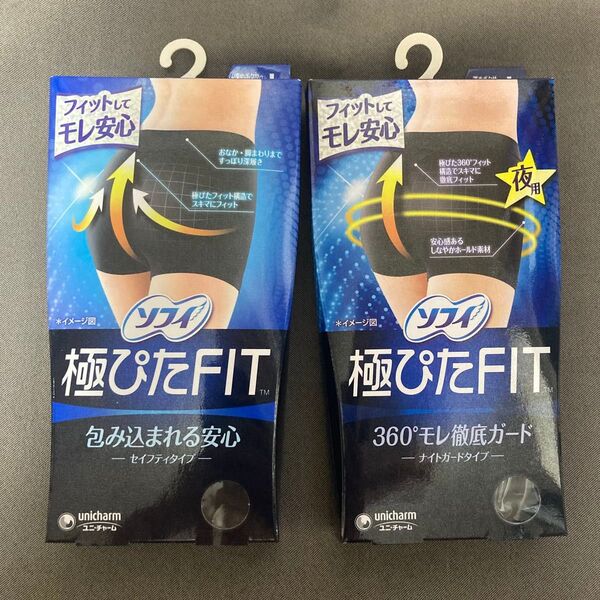 フィットして
モレ安心
おなか・脚まわりまで
すっぽり深履き
極ぴたフィット構造で
スキマにフィット
*イメージ図
ソフィ
極ぴたFIT™
包み込まれる安心
セイフティタイプ
unicharm
ユニ・チャーム
フィットして
モレ安心
極ぴた360°フィット
構造でスキマに
徹底フィット
夜用
安心感ある
しなやかホールド素材
*イメージ図
ソフィ
極ぴたFIT™
360°モレ徹底ガード
ナイトガードタイプ
unicharm
ユニ・チャーム